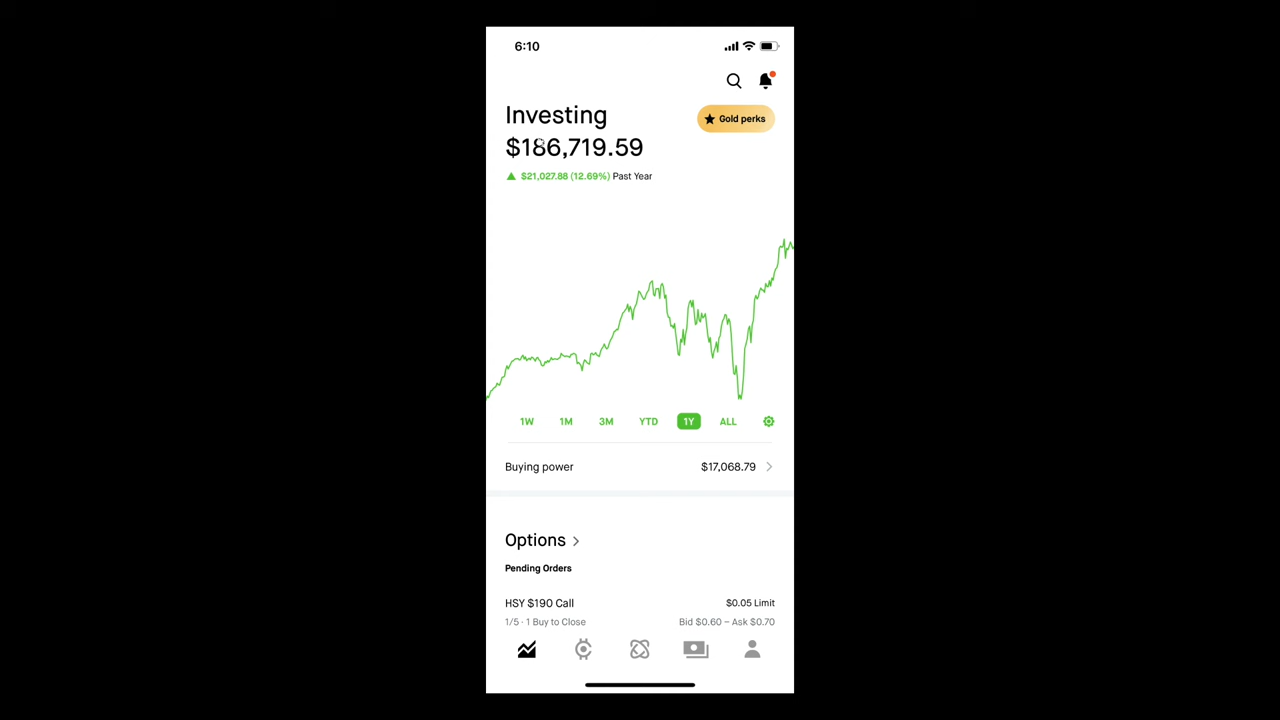 6:10
Investing
Gold perks
$186,719.59
$21,027.88 (12.69%) Past Year
1W 1M 3M YTD 1Y ALL
Buying power $17,068.79
Options
Pending Orders
HSY $190 Call $0.05 Limit
1/5 · 1 Buy to Close Bid $0.60 – Ask $0.70